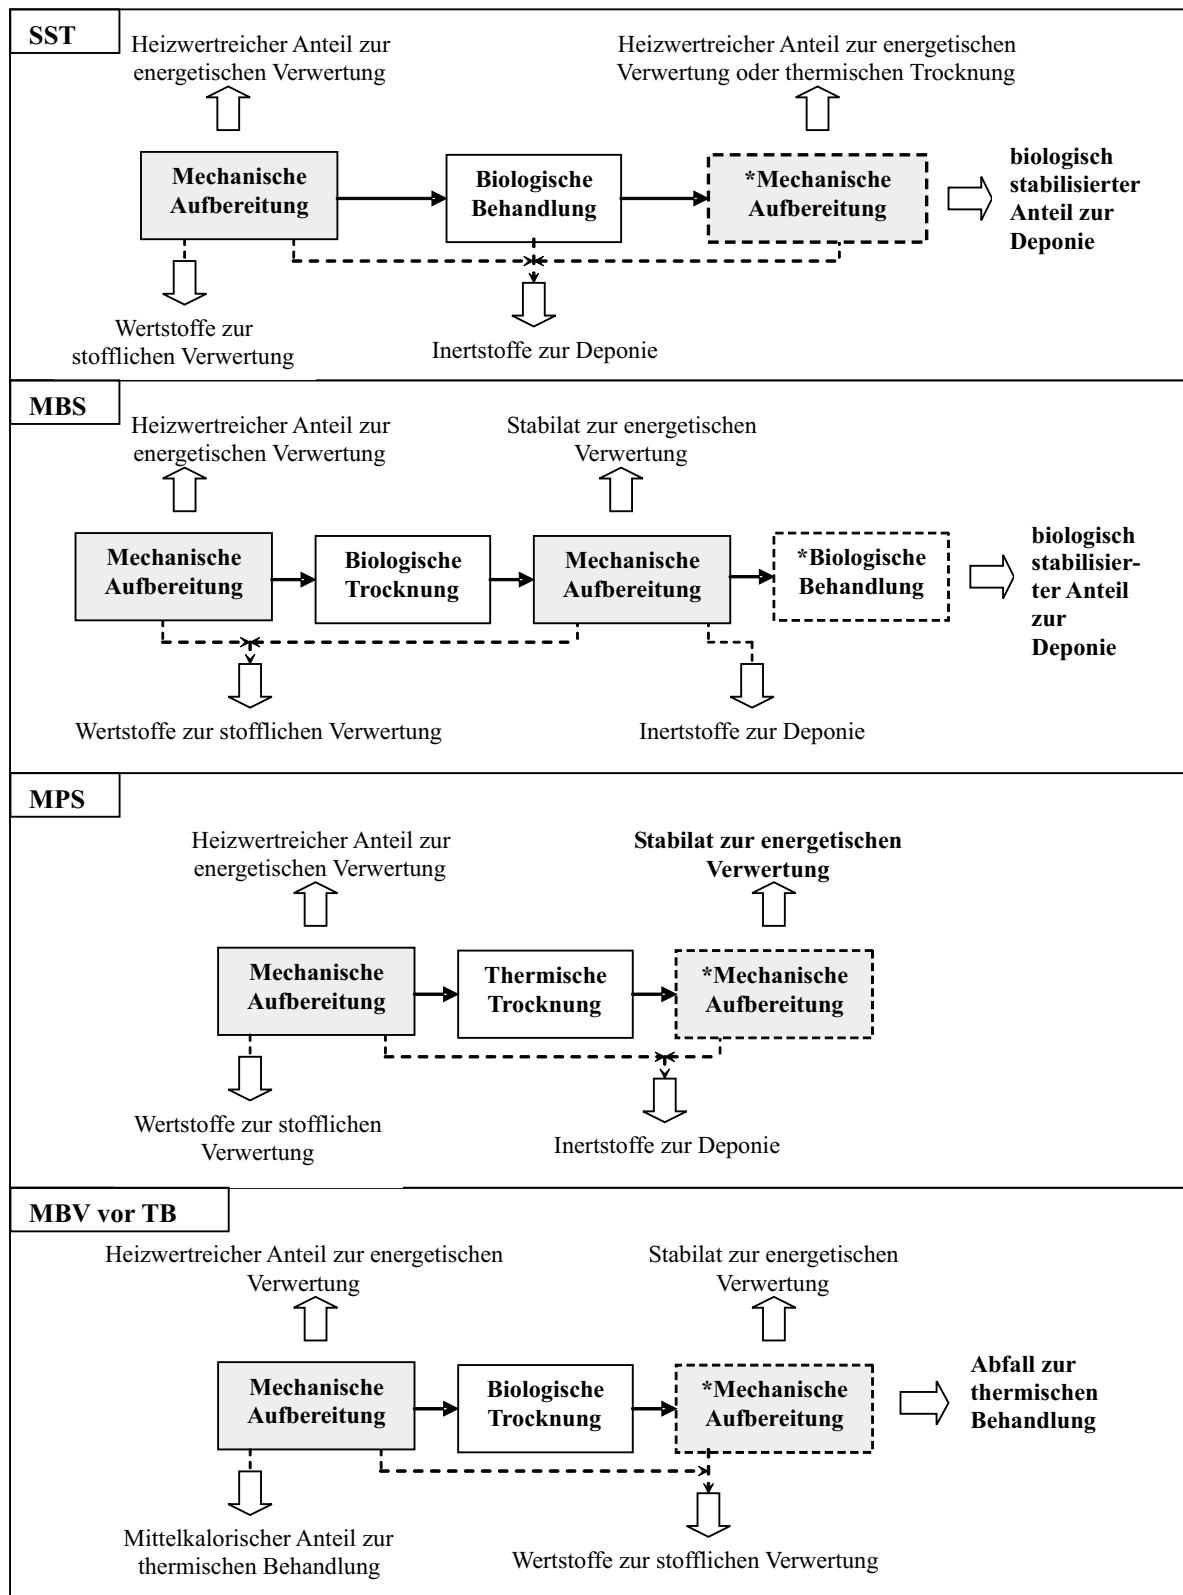 SST
Heizwertreicher Anteil zur
energetischen Verwertung
Heizwertreicher Anteil zur energetischen
Verwertung oder thermischen Trocknung
Mechanische
Aufbereitung
Biologische
Behandlung
*Mechanische
Aufbereitung
biologisch
stabilisierter
Anteil zur
Deponie
Wertstoffe zur
stofflichen Verwertung
Inertstoffe zur Deponie
MBS
Heizwertreicher Anteil zur
energetischen Verwertung
Stabilat zur energetischen
Verwertung
Mechanische
Aufbereitung
Biologische
Trocknung
Mechanische
Aufbereitung
*Biologische
Behandlung
biologisch
stabilisier-
ter Anteil
zur
Deponie
Wertstoffe zur stofflichen Verwertung
Inertstoffe zur Deponie
MPS
Heizwertreicher Anteil zur
energetischen Verwertung
Stabilat zur energetischen
Verwertung
Mechanische
Aufbereitung
Thermische
Trocknung
*Mechanische
Aufbereitung
Wertstoffe zur stofflichen
Verwertung
Inertstoffe zur Deponie
MBV vor TB
Heizwertreicher Anteil zur energetischen
Verwertung
Stabilat zur energetischen
Verwertung
Mechanische
Aufbereitung
Biologische
Trocknung
*Mechanische
Aufbereitung
Abfall zur
thermischen
Behandlung
Mittelkalorischer Anteil zur
thermischen Behandlung
Wertstoffe zur stofflichen Verwertung